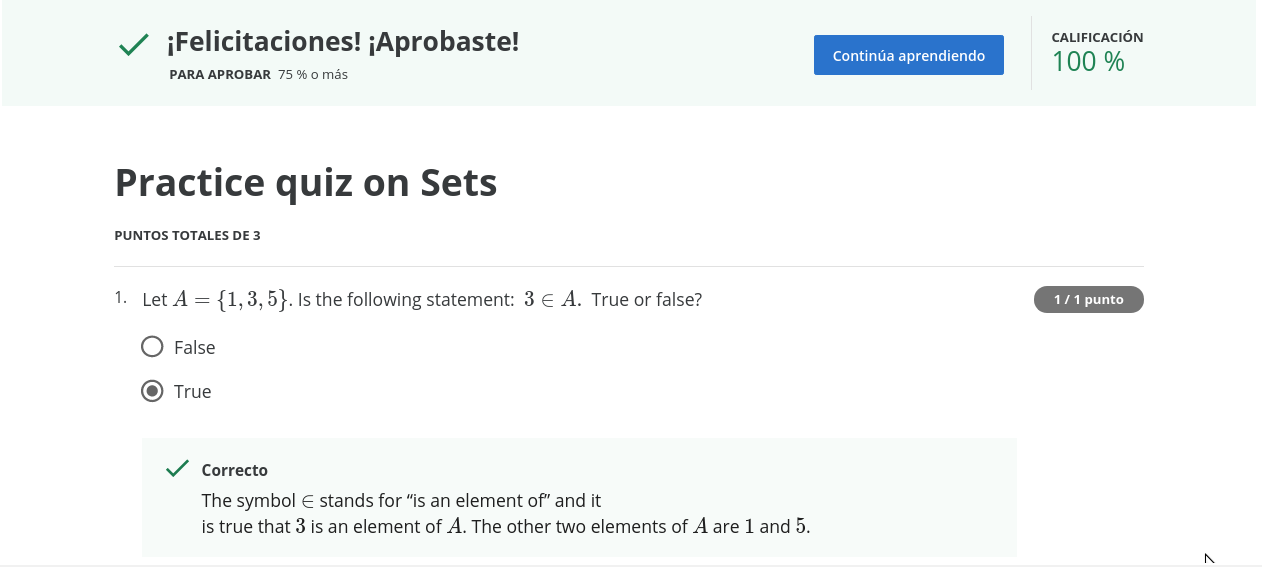 ¡Felicitaciones! ¡Aprobaste!
PARA APROBAR 75 % o más
Continúa aprendiendo
CALIFICACIÓN
100 %
Practice quiz on Sets
PUNTOS TOTALES DE 3
1. Let A = {1, 3, 5}. Is the following statement: 3 ∈ A. True or false?
1 / 1 punto
False
True
Correcto
The symbol ∈ stands for “is an element of” and it
is true that 3 is an element of A. The other two elements of A are 1 and 5.